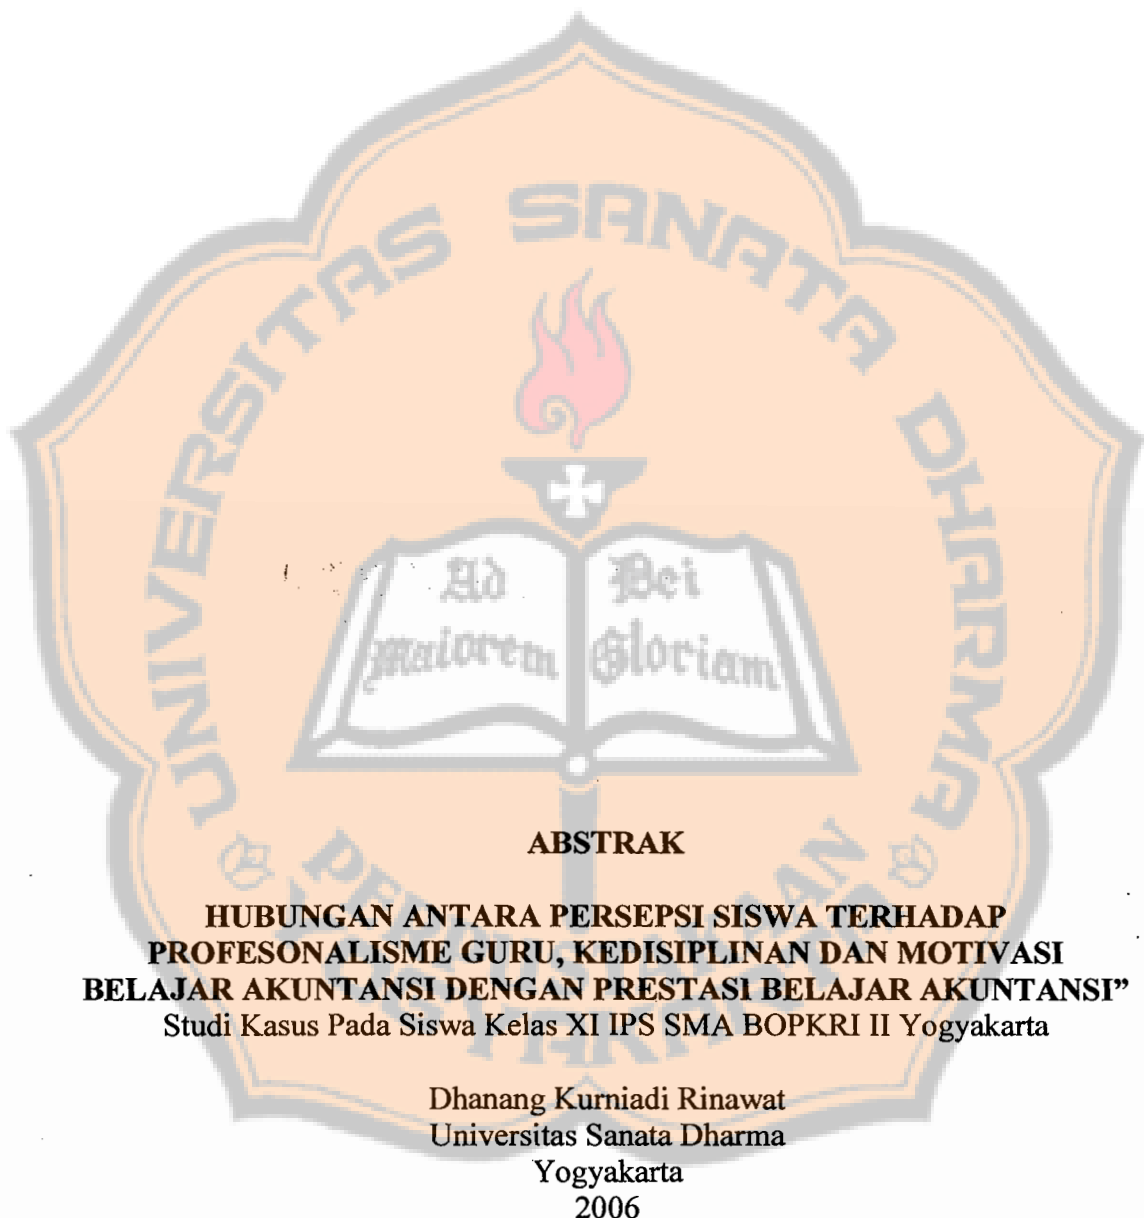 UNIVERSITAS SANATA DHARMA
Ad Dei
Maiorem Gloriam
ABSTRAK
HUBUNGAN ANTARA PERSEPSI SISWA TERHADAP
PROFESONALISME GURU, KEDISIPLINAN DAN MOTIVASI
BELAJAR AKUNTANSI DENGAN PRESTASI BELAJAR AKUNTANSI”
Studi Kasus Pada Siswa Kelas XI IPS SMA BOPKRI II Yogyakarta
Dhanang Kurniadi Rinawat
Universitas Sanata Dharma
Yogyakarta
2006